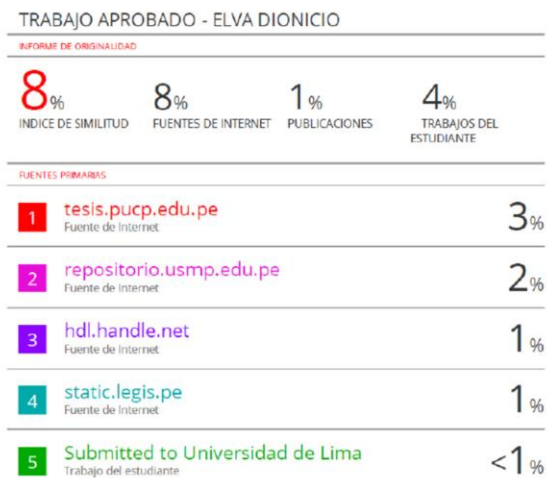 TRABAJO APROBADO - ELVA DIONICIO
INFORME DE ORIGINALIDAD
8% 8% 1% 4%
INDICE DE SIMILITUD FUENTES DE INTERNET PUBLICACIONES TRABAJOS DEL
ESTUDIANTE
FUENTES PRIMARIAS
1 tesis.pucp.edu.pe 3%
Fuente de Internet
2 repositorio.usmp.edu.pe 2%
Fuente de Internet
3 hdl.handle.net 1%
Fuente de Internet
4 static.legis.pe 1%
Fuente de Internet
5 Submitted to Universidad de Lima <1%
Trabajo del estudiante